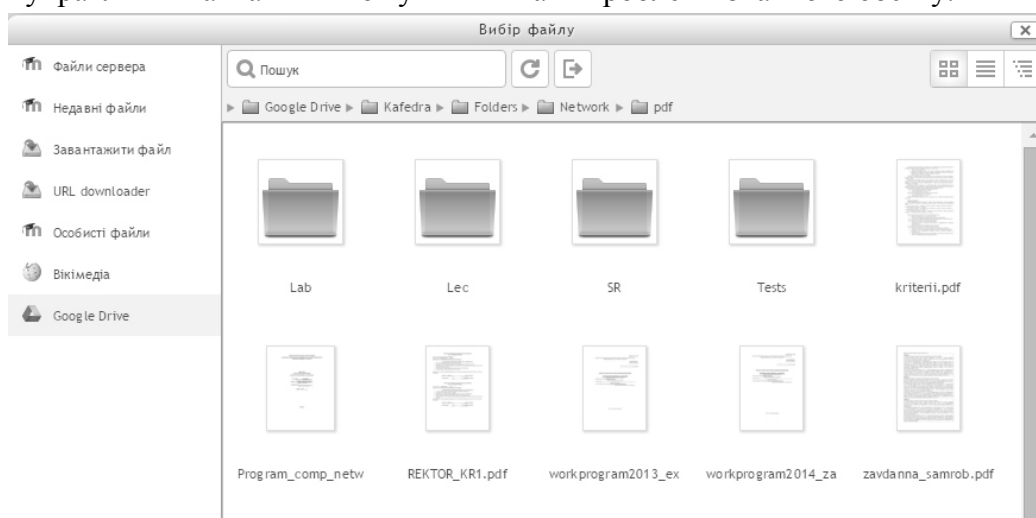 Вибір файлу
Файли сервера
Недавні файли
Завантажити файл
URL downloader
Особисті файли
Вікімедіа
Google Drive
Пошук
Google Drive Kafedra Folders Network pdf
Lab Lec SR Tests kriterii.pdf
Program_comp_netw REKTOR_KR1.pdf workprogram2013_ex workprogram2014_za zavdanna_samrob.pdf